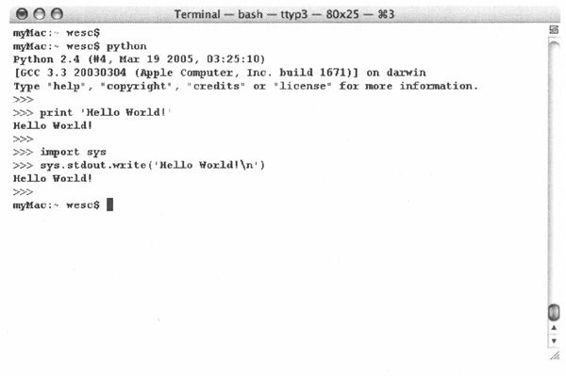 Terminal — bash — ttyp3 — 80x25 — ⌘3
myMac:~ wesc$
myMac:~ wesc$ python
Python 2.4 (#4, Mar 19 2005, 03:25:10)
[GCC 3.3 20030304 (Apple Computer, Inc. build 1671)] on darwin
Type "help", "copyright", "credits" or "license" for more information.
>>>
>>> print 'Hello World!'
Hello World!
>>>
>>> import sys
>>> sys.stdout.write('Hello World!\n')
Hello World!
>>>
myMac:~ wesc$